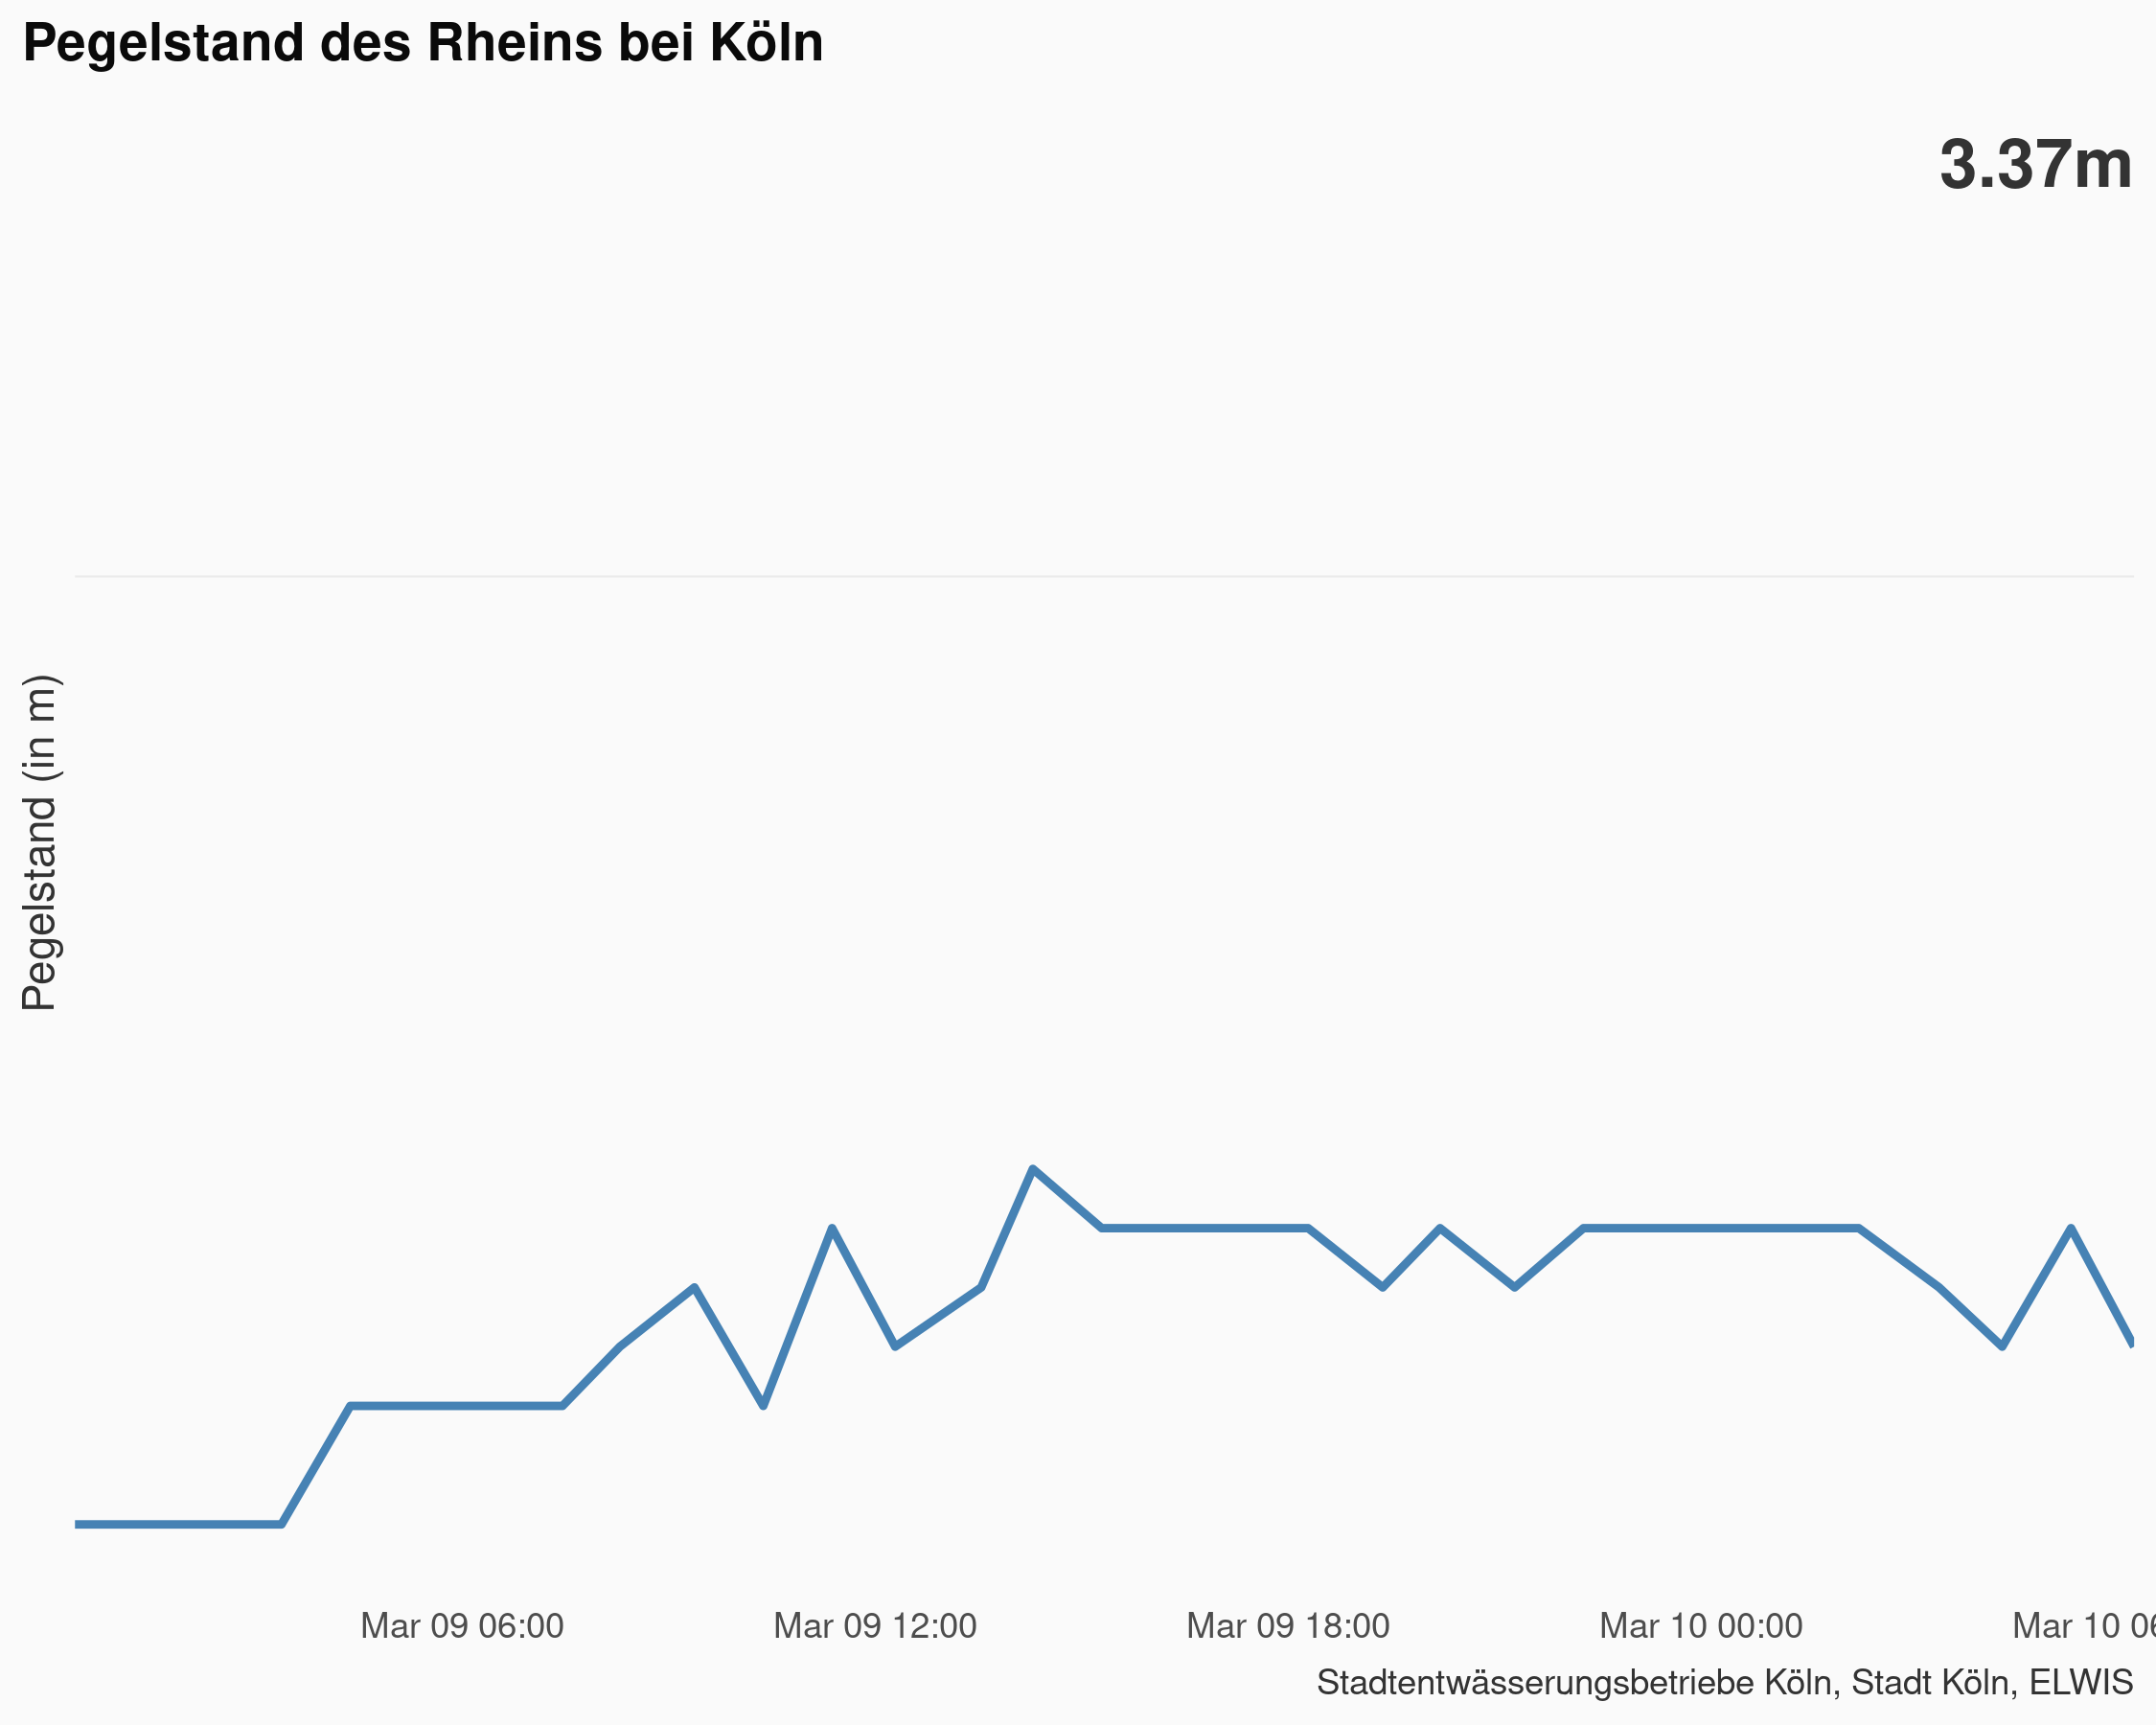 Pegelstand des Rheins bei Köln
3.37m
Pegelstand (in m)
Mar 09 06:00
Mar 09 12:00
Mar 09 18:00
Mar 10 00:00
Mar 10 06
Stadtentwässerungsbetriebe Köln, Stadt Köln, ELWIS